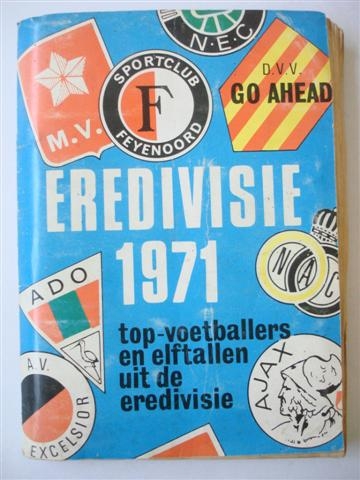 N.E.C
M.V.
SPORTCLUB
F
FEYENOORD
D.V.V.
GO AHEAD
EREDIVISIE
1971
NAC
ADO
top-voetballers
en elftallen
uit de
eredivisie
A.V.
EXCELSIOR
AJAX